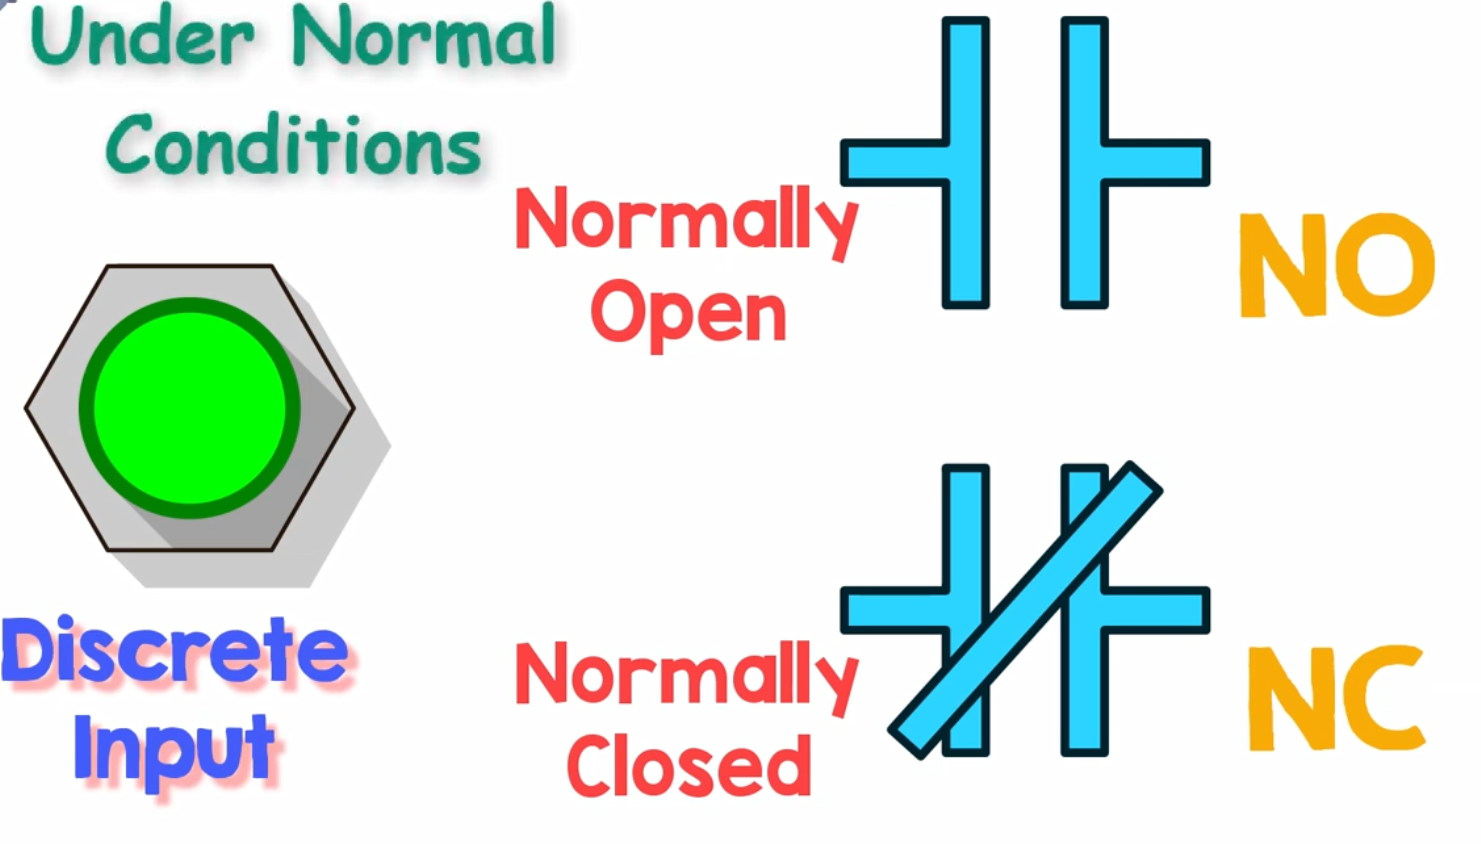 Under Normal
Conditions
Normally
Open
NO
Discrete
Input
Normally
Closed
NC